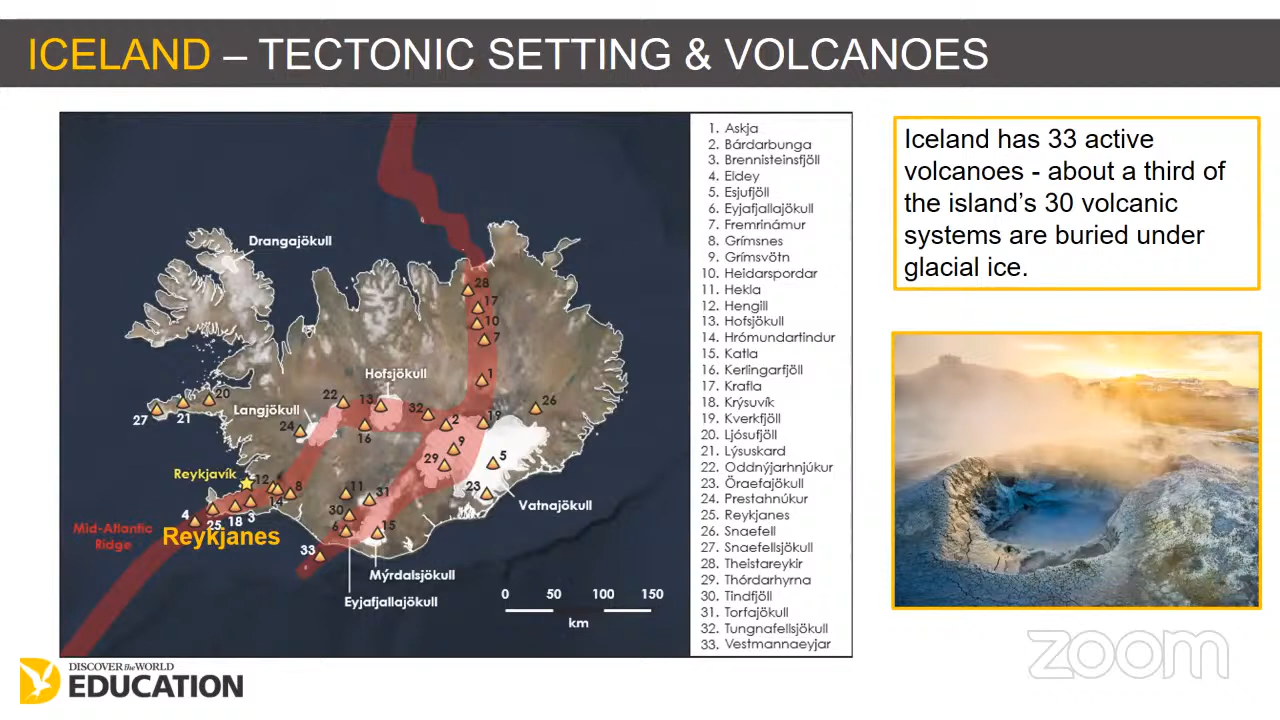 ICELAND – TECTONIC SETTING & VOLCANOES
Drangajökull
28
17
10
7
1
Hofsjökull
22
13
32
2
19
26
20
21
27
Langjökull
24
16
9
29
5
23
Vatnajökull
Reykjavík
12
14
8
11
31
30
6
15
4
25
18
3
33
Mid-Atlantic
Ridge
Reykjanes
Mýrdalsjökull
Eyjafjallajökull
0 50 100 150
km
1. Askja
2. Bárdarbunga
3. Brennisteinsfjöll
4. Eldey
5. Esjufjöll
6. Eyjafjallajökull
7. Fremrinámur
8. Grímsnes
9. Grímsvötn
10. Heidarspordar
11. Hekla
12. Hengill
13. Hofsjökull
14. Hrómundartindur
15. Katla
16. Kerlingarfjöll
17. Krafla
18. Krýsuvík
19. Kverkfjöll
20. Ljósufjöll
21. Lýsuskard
22. Oddnýjarhnjúkur
23. Öraefajökull
24. Prestahnúkur
25. Reykjanes
26. Snaefell
27. Snaefellsjökull
28. Theistareykir
29. Thórdarhyrna
30. Tindfjöll
31. Torfajökull
32. Tungnafellsjökull
33. Vestmannaeyjar
Iceland has 33 active
volcanoes - about a third of
the island’s 30 volcanic
systems are buried under
glacial ice.
DISCOVER the WORLD
EDUCATION
zoom